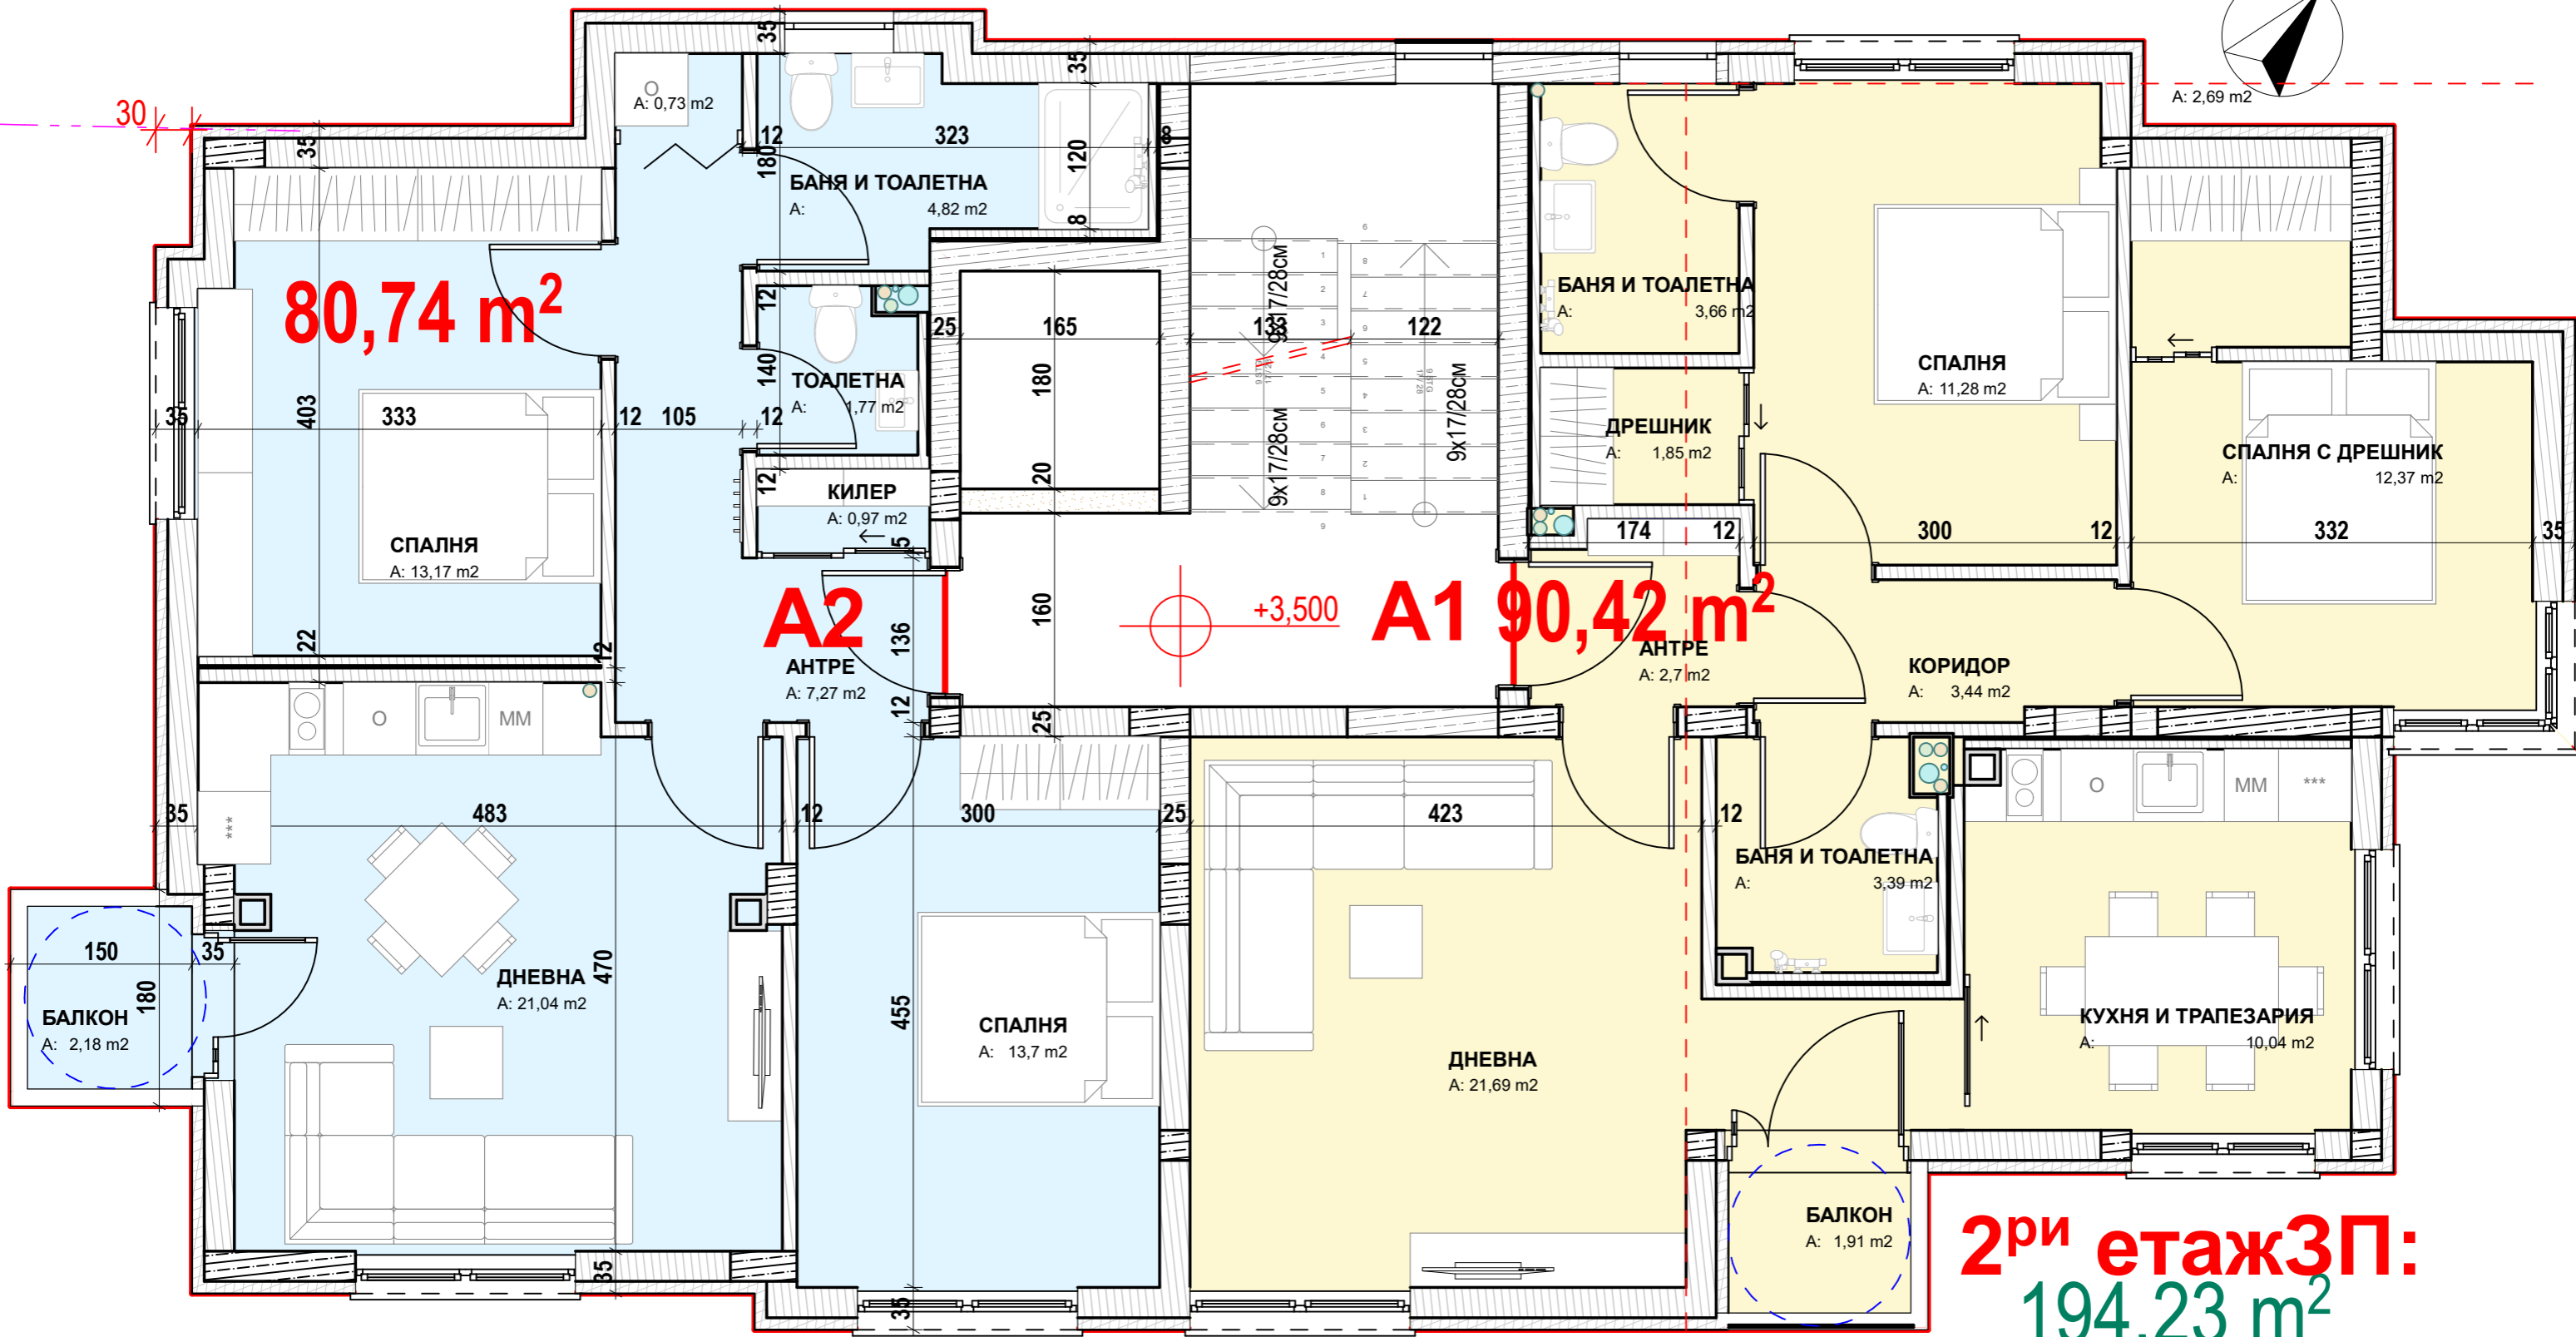 35
35
30
O
A: 0,73 m2
A: 2,69 m2
35
12
323
8
180
120
БАНЯ И ТОАЛЕТНА
A: 4,82 m2
8
80,74 m2
12
БАНЯ И ТОАЛЕТНА
A: 3,66 m2
9x17/28см
25
165
133
122
СПАЛНЯ
A: 11,28 m2
140
180
ТОАЛЕТНА
A: 1,77 m2
35
403
333
12
105
12
9x17/28см
9x17/28см
ДРЕШНИК
A: 1,85 m2
СПАЛНЯ С ДРЕШНИК
A: 12,37 m2
12
20
КИЛЕР
A: 0,97 m2
174
12
300
12
332
35
СПАЛНЯ
A: 13,17 m2
5
A2
136
160
+3,500
A1 90,42 m2
22
12
АНТРЕ
A: 7,27 m2
АНТРЕ
A: 2,7 m2
КОРИДОР
A: 3,44 m2
12
25
O
MM
O
MM
***
***
35
483
12
300
25
423
12
БАНЯ И ТОАЛЕТНА
A: 3,39 m2
150
35
180
470
455
ДНЕВНА
A: 21,04 m2
БАЛКОН
A: 2,18 m2
СПАЛНЯ
A: 13,7 m2
КУХНЯ И ТРАПЕЗАРИЯ
A: 10,04 m2
ДНЕВНА
A: 21,69 m2
БАЛКОН
A: 1,91 m2
35
35
2ри етажЗП:
194,23 m2